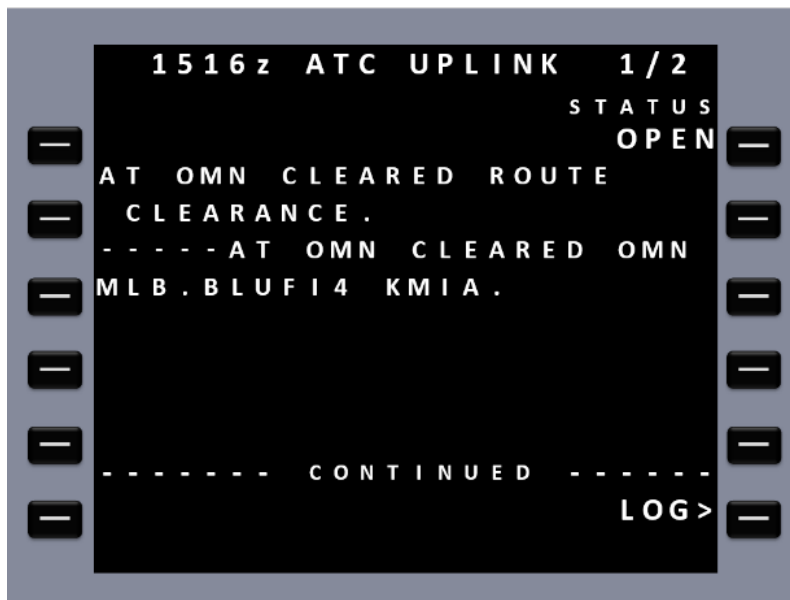 1516z ATC UPLINK 1/2
STATUS
OPEN
AT OMN CLEARED ROUTE
CLEARANCE.
-----AT OMN CLEARED OMN
MLB.BLUFI4 KMIA.
------- CONTINUED ------
LOG>